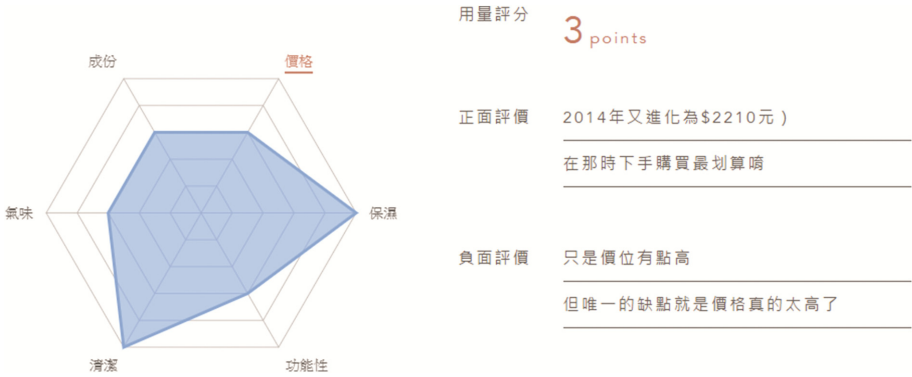 成份
價格
氣味
保濕
清潔
功能性
用量評分
3 points
正面評價
2014年又進化為$2210元 )
在那時下手購買最划算唷
負面評價
只是價位有點高
但唯一的缺點就是價格真的太高了